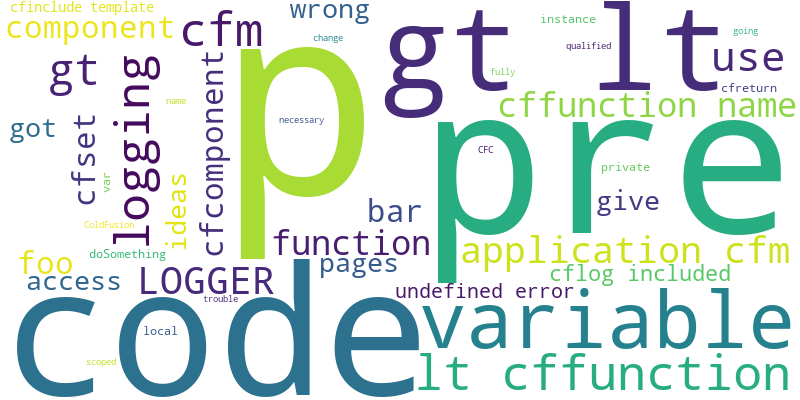 cfinclude template
component
cfm
wrong
change
gt lt
instance
qualified
going
use
gt
fully
cfreturn
name
cffunction name
got
cfset
logging
cfcomponent
p
necessary
pre
CFC
private
var
ideas
give
ColdFusion
bar
doSomething
function
application cfm
foo
pages
cflog included
access
LOGGER
undefined error
trouble
code
variable
local
scoped
lt cffunction